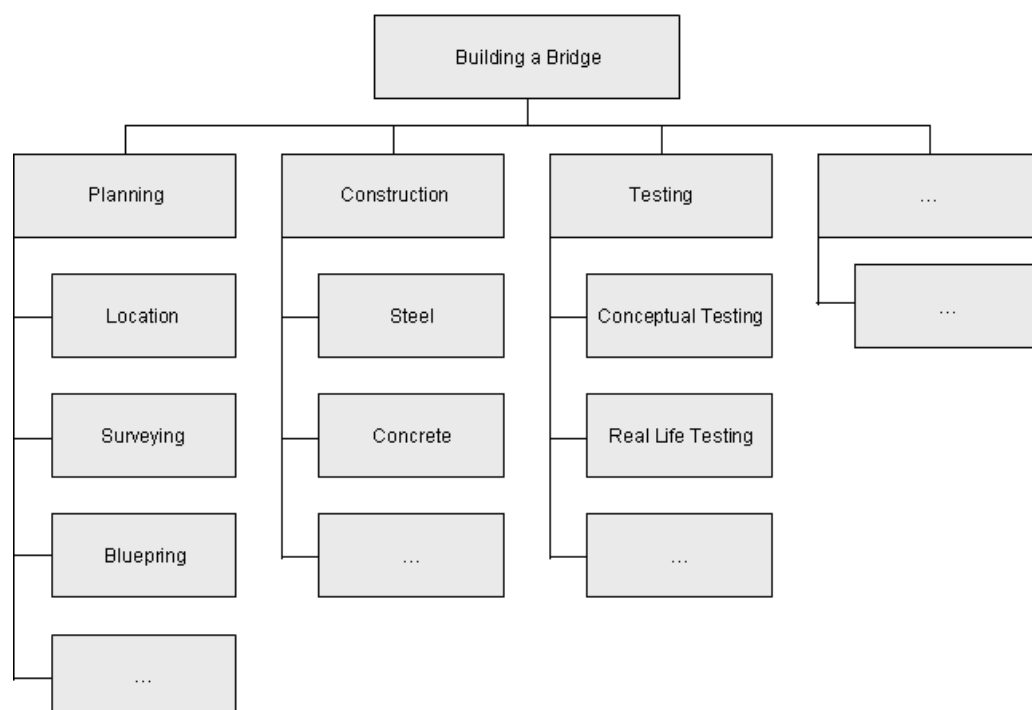 Building a Bridge
Planning
Construction
Testing
...
Location
Steel
Conceptual Testing
...
Surveying
Concrete
Real Life Testing
Bluepring
...
...
...